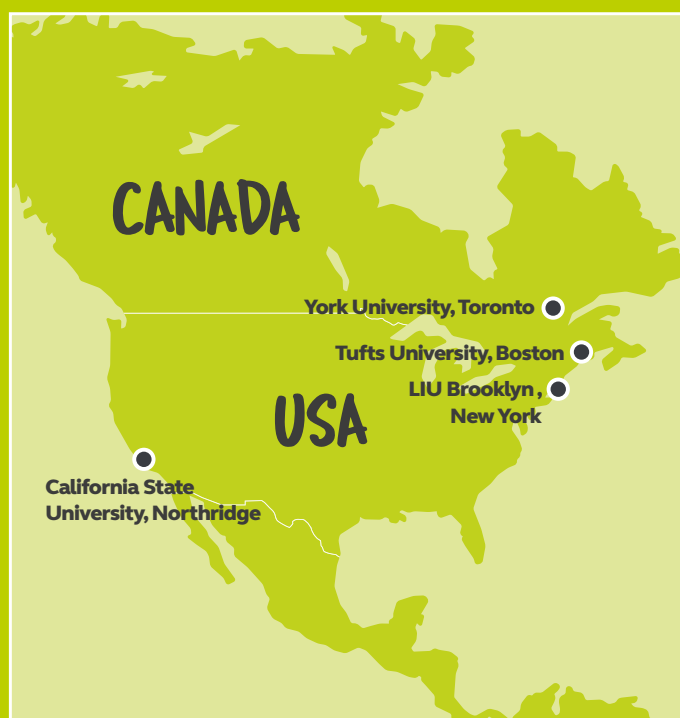 CANADA
York University, Toronto
Tufts University, Boston
LIU Brooklyn ,
New York
USA
California State
University, Northridge